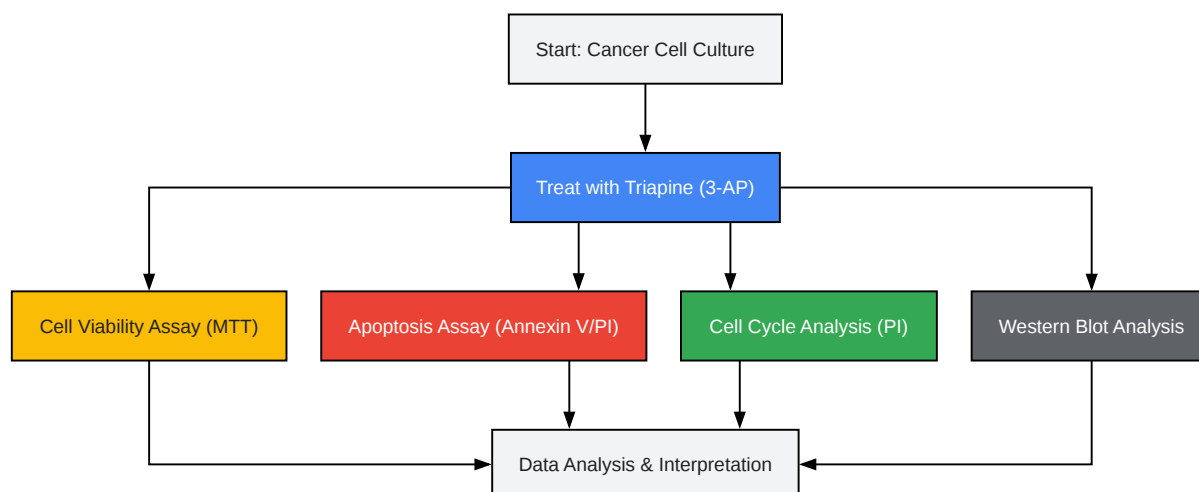 Start: Cancer Cell Culture
Treat with Triapine (3-AP)
Cell Viability Assay (MTT)
Apoptosis Assay (Annexin V/PI)
Cell Cycle Analysis (PI)
Western Blot Analysis
Data Analysis & Interpretation